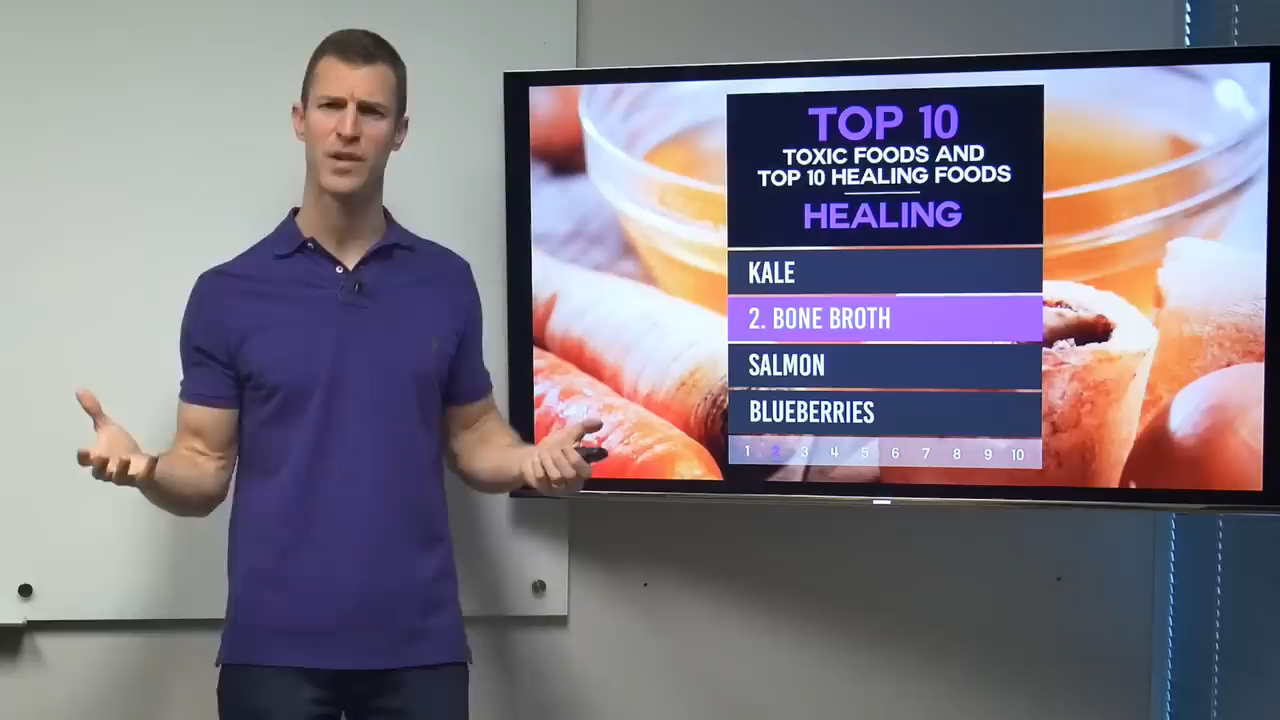 TOP 10
TOXIC FOODS AND
TOP 10 HEALING FOODS
HEALING
KALE
2. BONE BROTH
SALMON
BLUEBERRIES
1 2 3 4 5 6 7 8 9 10